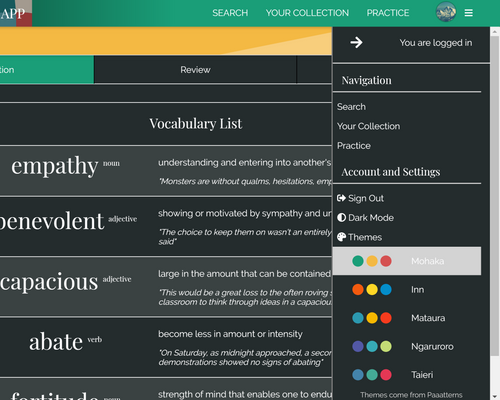 APP
SEARCH YOUR COLLECTION PRACTICE
You are logged in
tion Review
Navigation
Vocabulary List
Search
Your Collection
Practice
empathy noun
understanding and entering into another's
"Monsters are without qualms, hesitations, emp
Account and Settings
Sign Out
Dark Mode
Themes
benevolent adjective
showing or motivated by sympathy and un
"The choice to keep them on wasn't an entirely
said"
Mohaka
Inn
Mataura
Ngaruroro
Taieri
capacious adjective
large in the amount that can be contained
"This would be a great loss to the often roving s
classroom to think through ideas in a capaciou
abate verb
become less in amount or intensity
"On Saturday, as midnight approached, a secon
demonstrations showed no signs of abating"
fortitude noun
strength of mind that enables one to endu
Themes come from Paaatterns